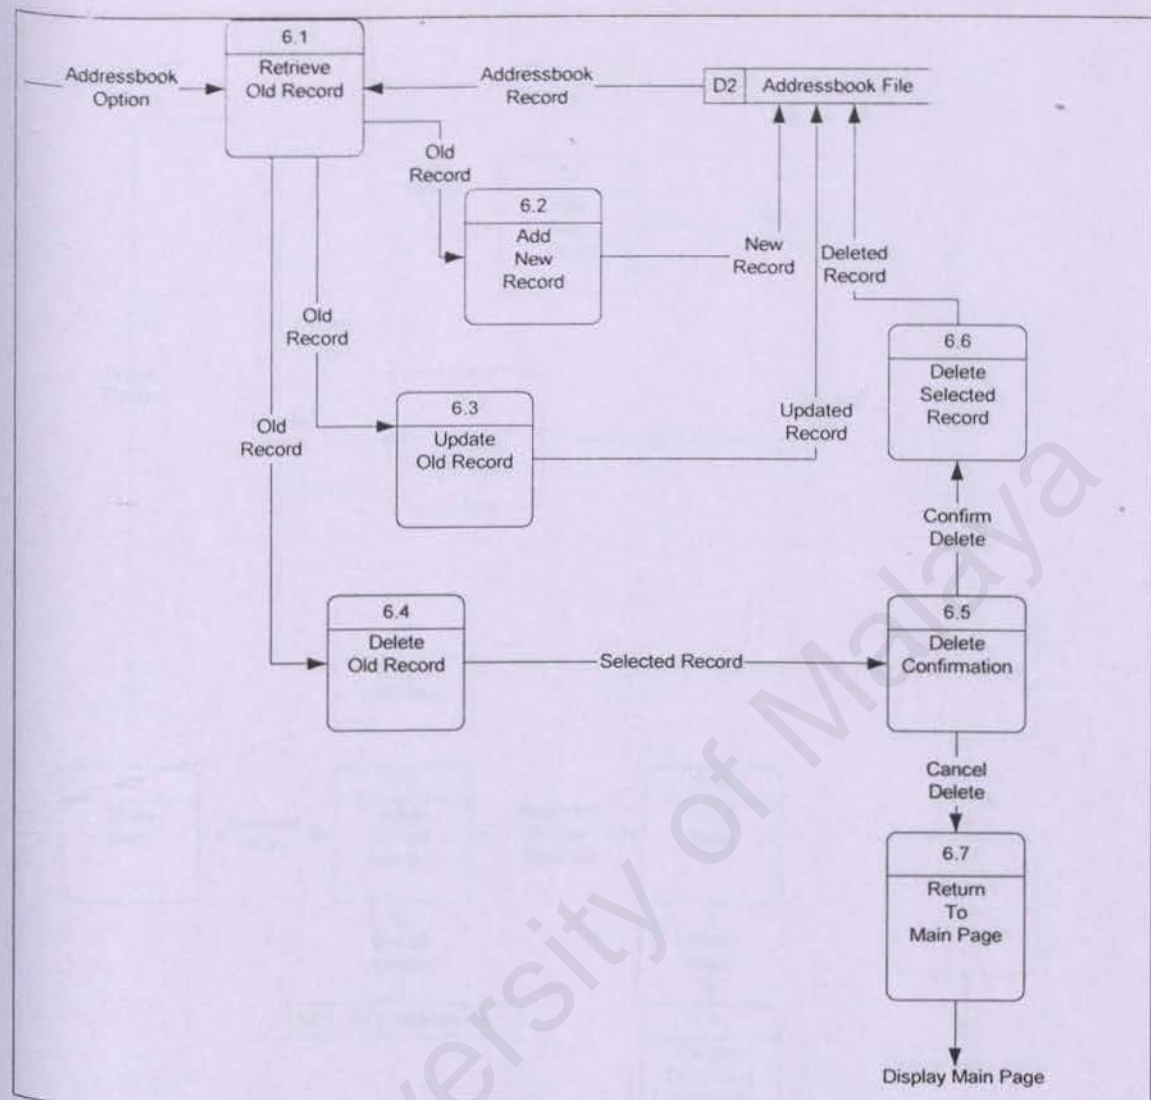 6.1
Retrieve
Old Record
Addressbook
Option
Addressbook
Record
D2 Addressbook File
Old
Record
6.2
Add
New
Record
New
Record
Deleted
Record
Old
Record
6.6
Delete
Selected
Record
6.3
Update
Old Record
Updated
Record
Old
Record
Confirm
Delete
6.4
Delete
Old Record
Selected Record
6.5
Delete
Confirmation
Cancel
Delete
6.7
Return
To
Main Page
Display Main Page
versity of Malaya